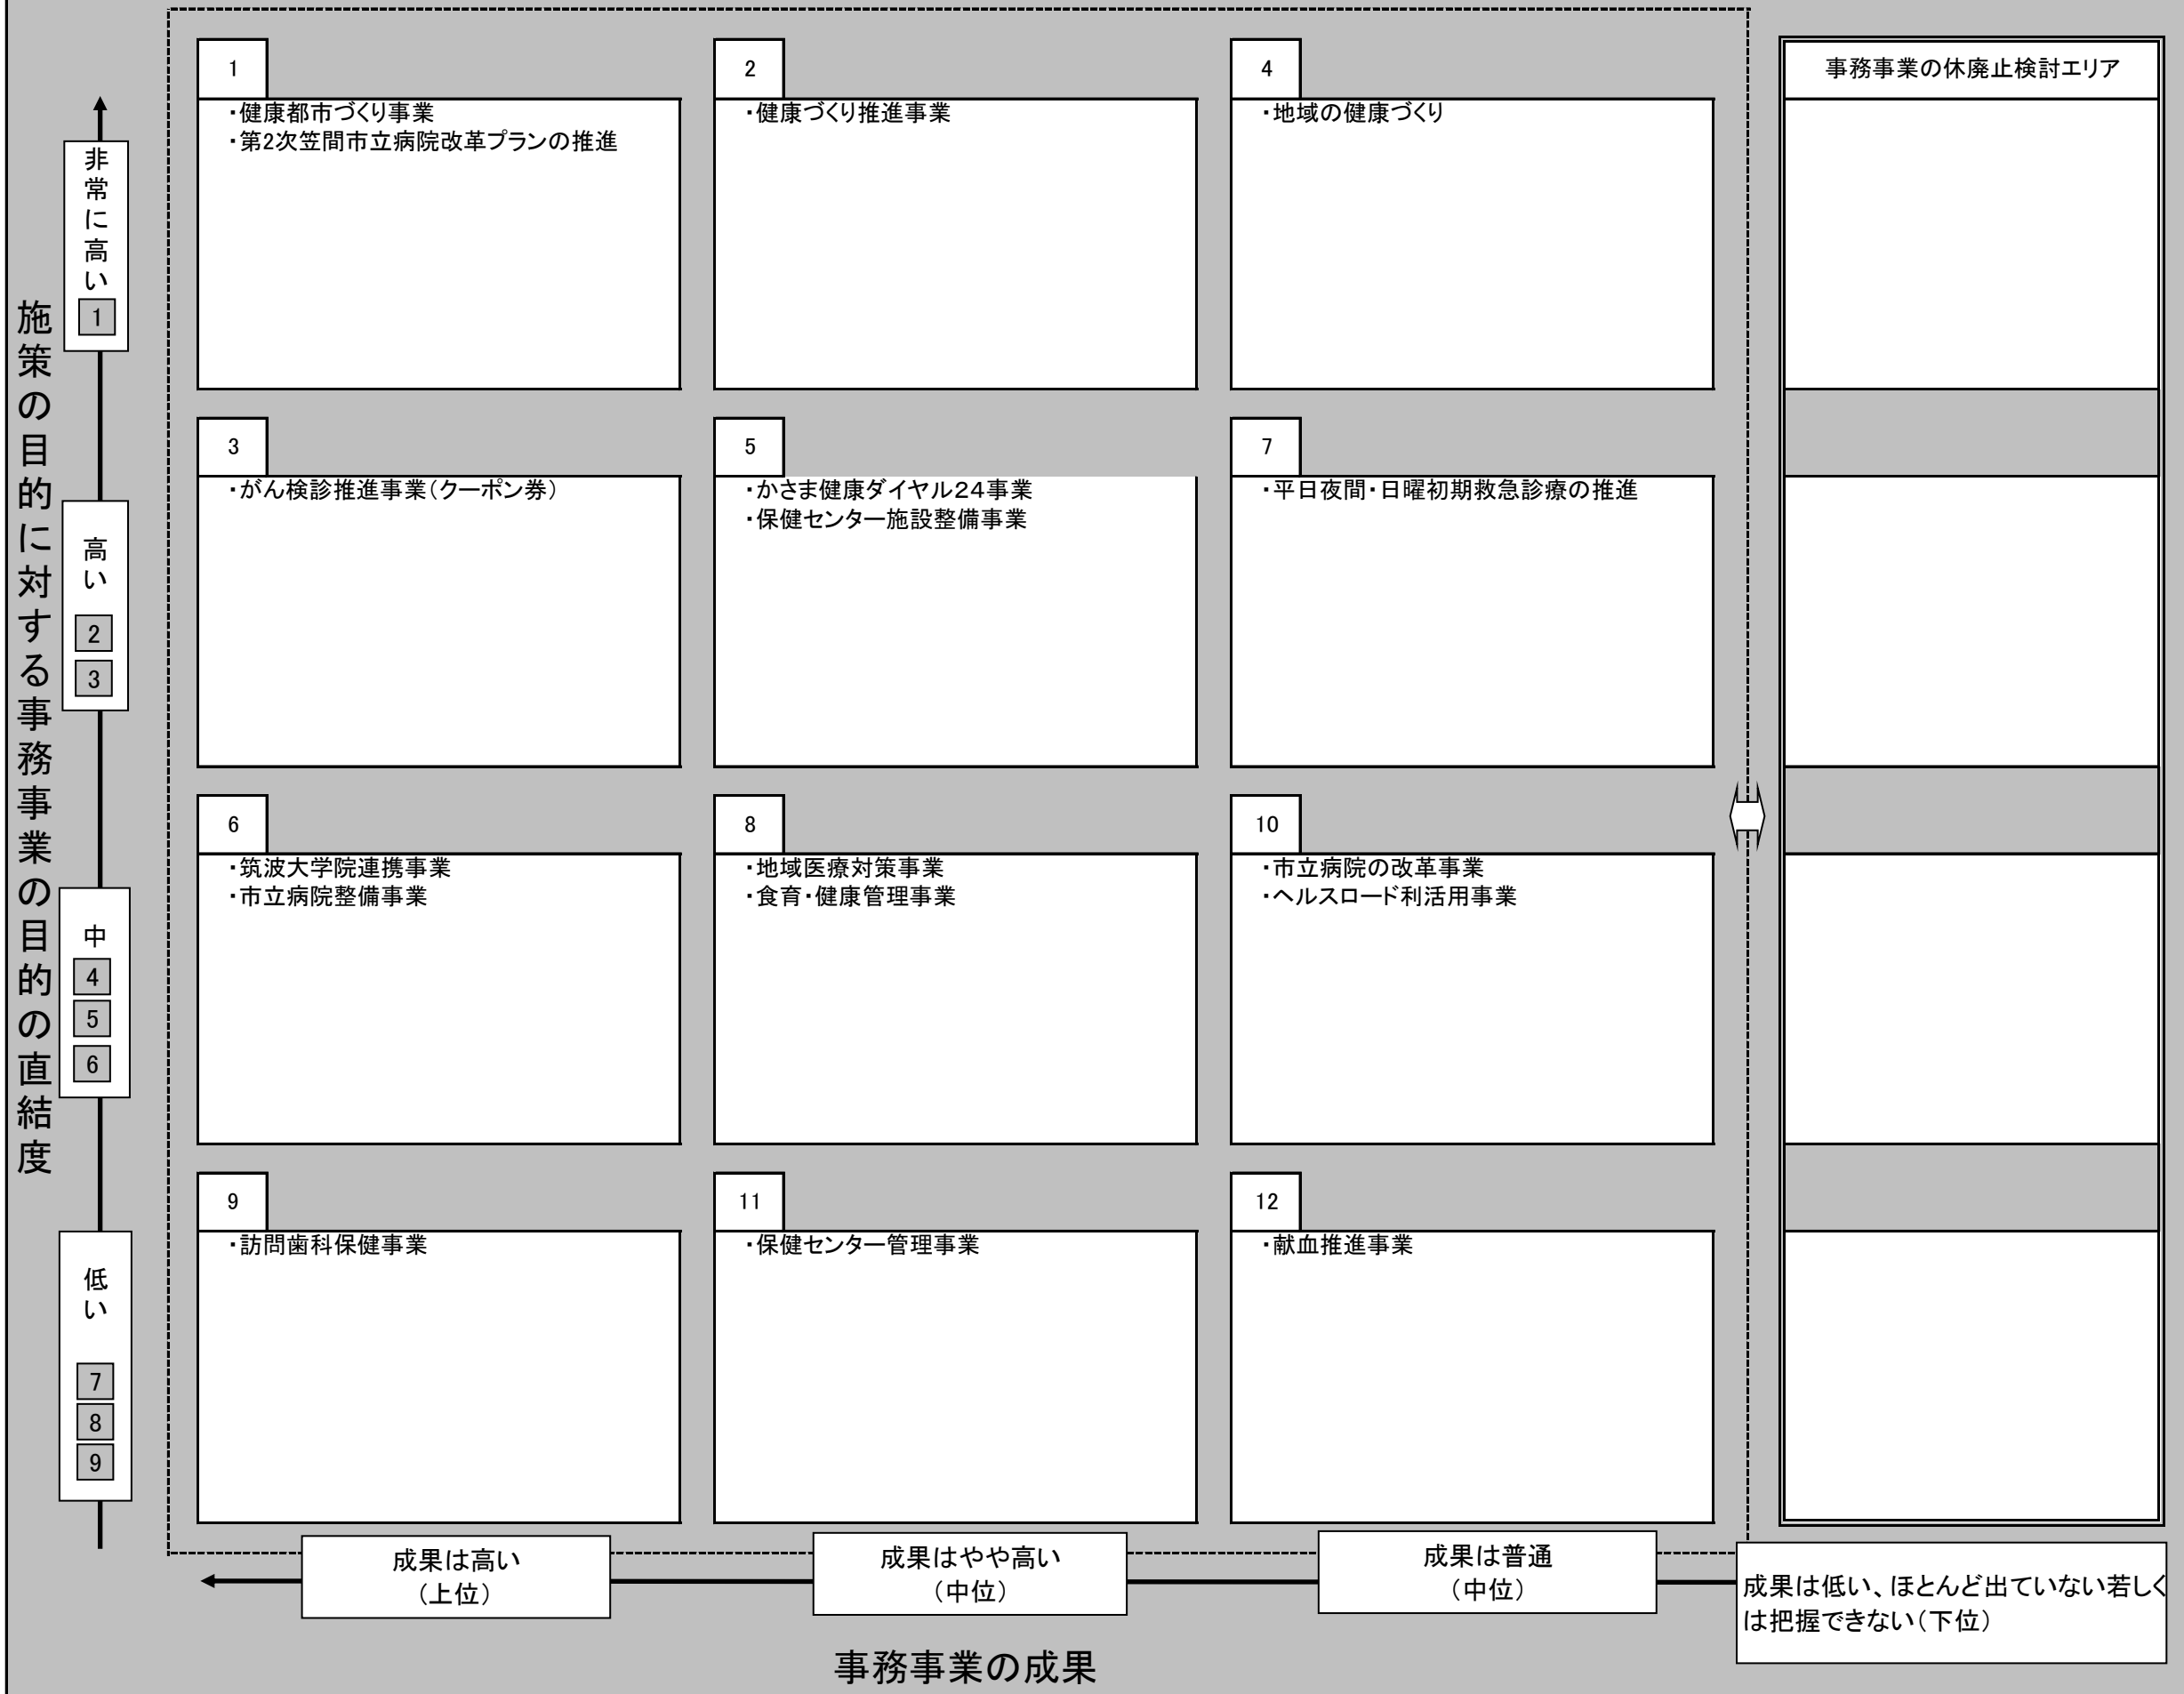 施策の目的に対する事務事業の目的の直結度
非常に高い
1
高い
2
3
中
4
5
6
低い
7
8
9
1
・健康都市づくり事業
・第2次笠間市立病院改革プランの推進
2
・健康づくり推進事業
4
・地域の健康づくり
事務事業の休廃止検討エリア
3
・がん検診推進事業（クーポン券）
5
・かさま健康ダイヤル２４事業
・保健センター施設整備事業
7
・平日夜間・日曜初期救急診療の推進
6
・筑波大学院連携事業
・市立病院整備事業
8
・地域医療対策事業
・食育・健康管理事業
10
・市立病院の改革事業
・ヘルスロード利活用事業
9
・訪問歯科保健事業
11
・保健センター管理事業
12
・献血推進事業
成果は高い
（上位）
成果はやや高い
（中位）
成果は普通
（中位）
成果は低い、ほとんど出ていない若しく
は把握できない（下位）
事務事業の成果